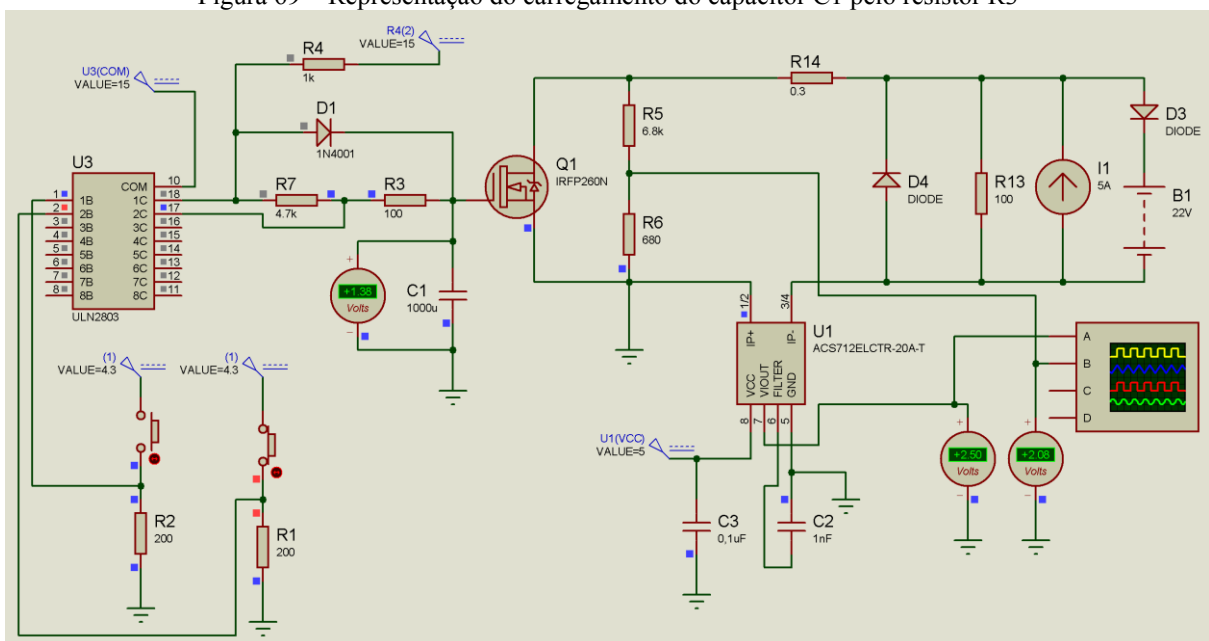 Figura 69 – Representação do carregamento do capacitor C1 pelo resistor R3
R4(2)
VALUE=15
R4
1k
U3(COM)
VALUE=15
R14
0.3
D1
1N4001
R5
6.8k
D3
DIODE
U3
Q1
IRFP260N
COM 10
1 1B 1C 18
2 2B 2C 17
3 3B 3C 16
4 4B 4C 15
5 5B 5C 14
6 6B 6C 13
7 7B 7C 12
8 8B 8C 11
ULN2803
R7
4.7k
R3
100
D4
DIODE
R13
100
I1
5A
B1
22V
R6
680
+
+1.38
Volts
−
C1
1000u
1/2
3/4
IP+
IP-
U1
ACS712ELCTR-20A-T
VCC
VIOUT
FILTER
GND
8
7
6
5
A
B
C
D
(1)
VALUE=4.3
(1)
VALUE=4.3
U1(VCC)
VALUE=5
+
+2.50
Volts
−
+
+2.08
Volts
−
R2
200
R1
200
C3
0,1uF
C2
1nF